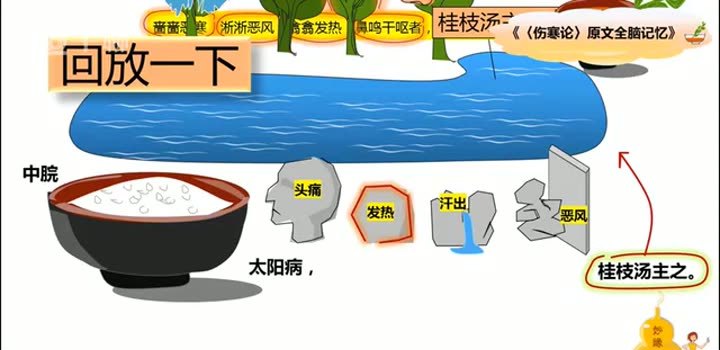 啬啬恶寒 淅淅恶风 翕翕发热 鼻鸣干呕者，桂枝汤主
《〈伤寒论〉原文全脑记忆》
回放一下
中脘
头痛
发热
汗出
恶风
太阳病，
桂枝汤主之。